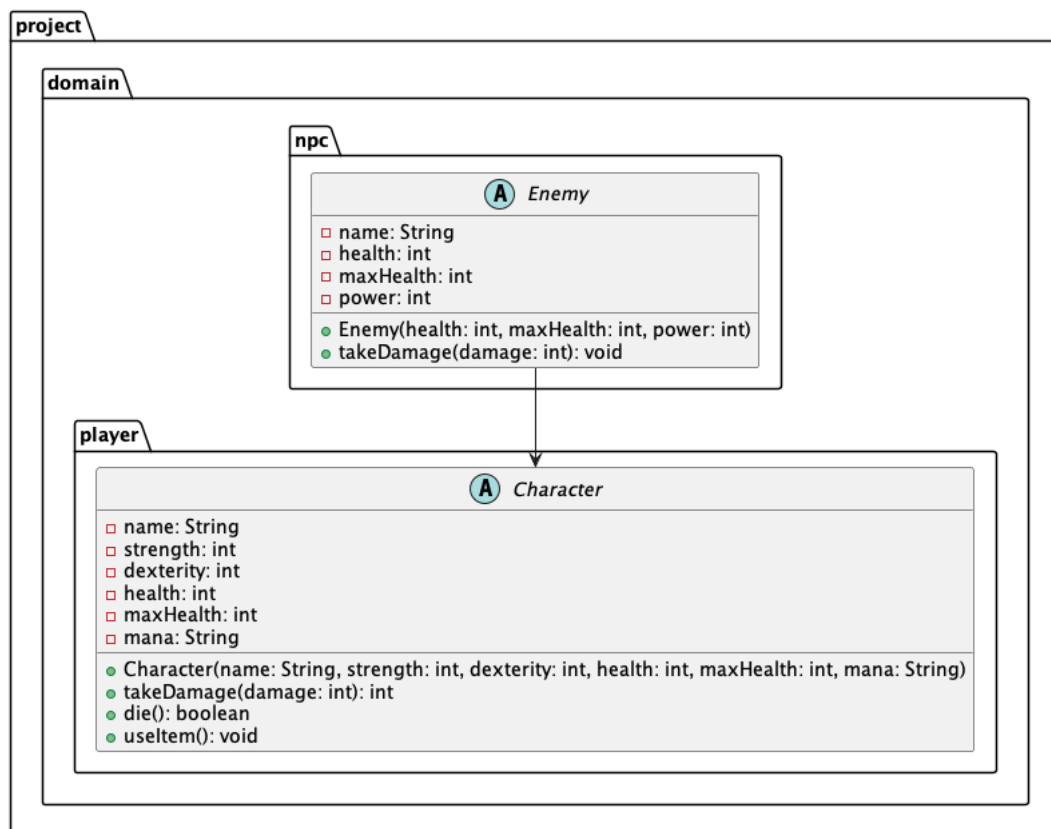 project
domain
npc
A Enemy
name: String
health: int
maxHealth: int
power: int
Enemy(health: int, maxHealth: int, power: int)
takeDamage(damage: int): void
player
A Character
name: String
strength: int
dexterity: int
health: int
maxHealth: int
mana: String
Character(name: String, strength: int, dexterity: int, health: int, maxHealth: int, mana: String)
takeDamage(damage: int): int
die(): boolean
useItem(): void